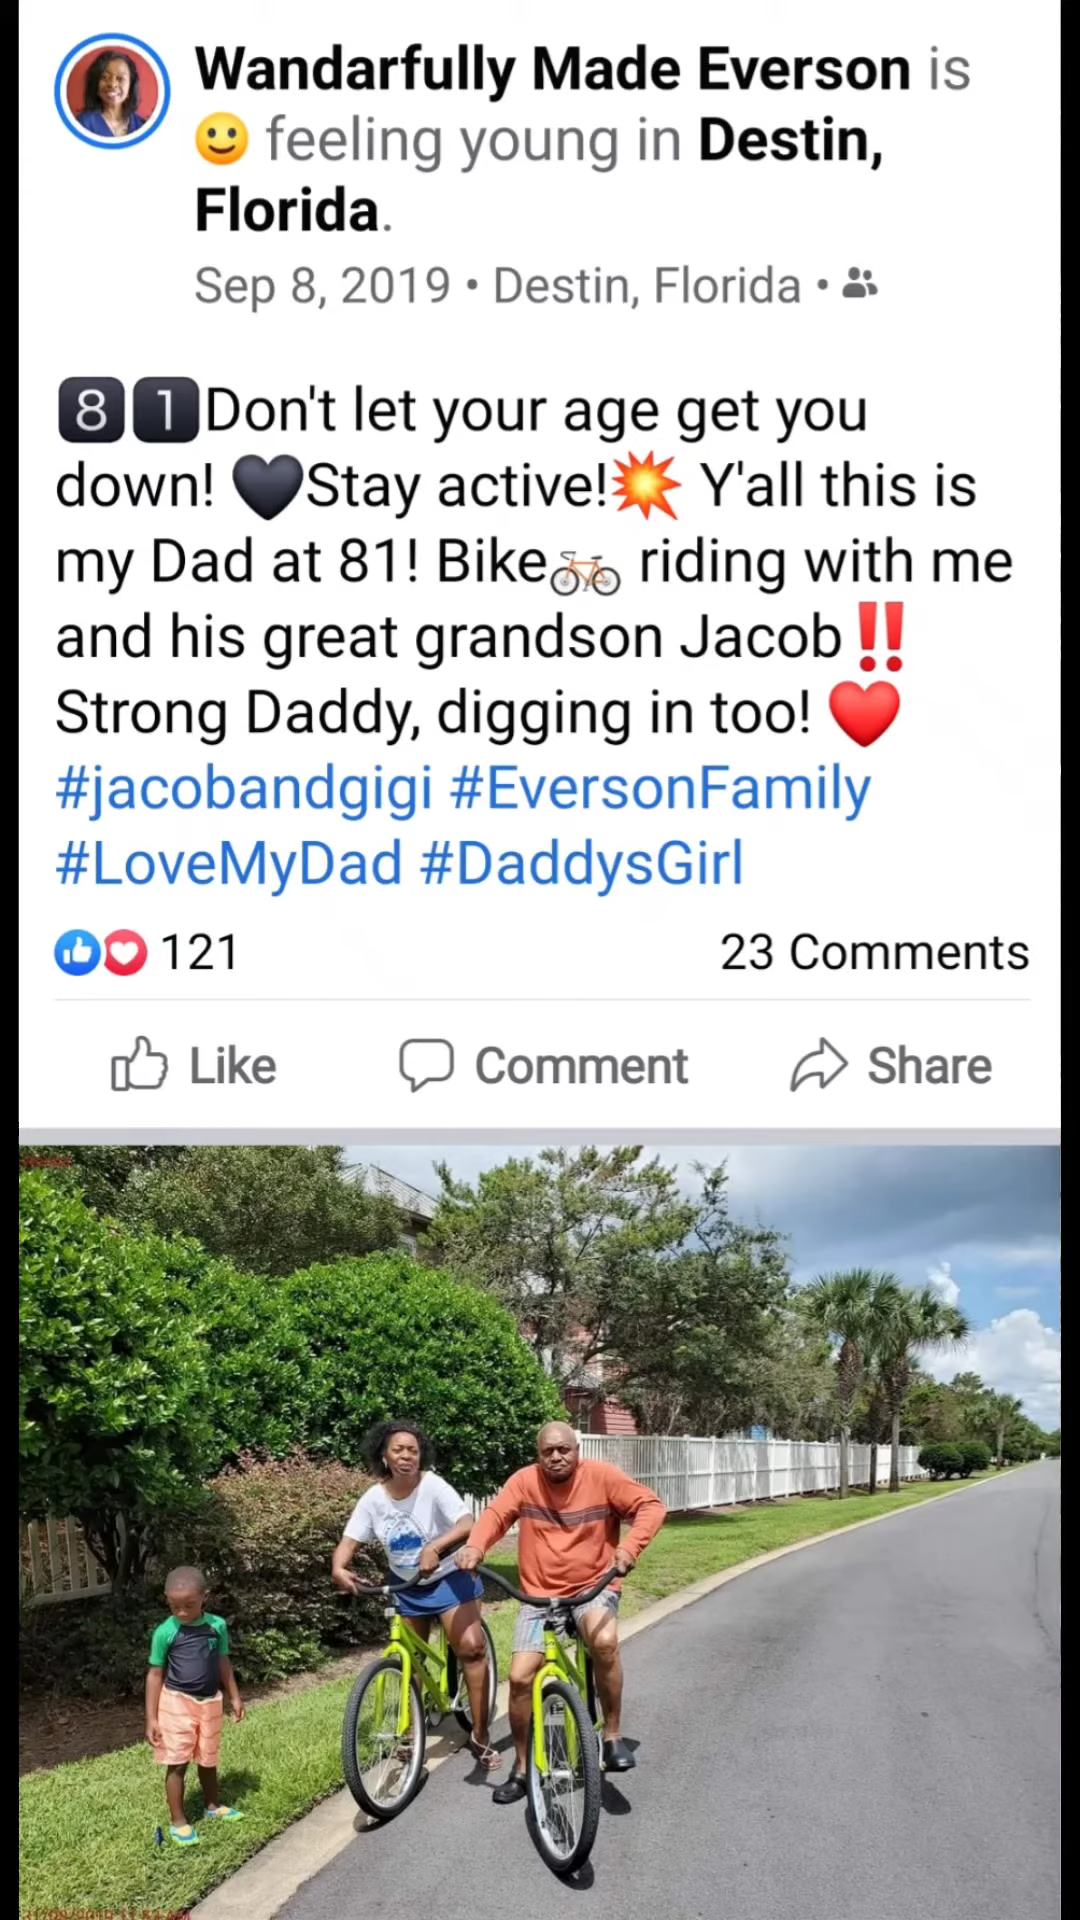 Wandarfully Made Everson is
🙂 feeling young in Destin,
Florida.
Sep 8, 2019 • Destin, Florida •
8️⃣1️⃣Don't let your age get you
down! 🖤Stay active!💥 Y'all this is
my Dad at 81! Bike🚲 riding with me
and his great grandson Jacob‼️
Strong Daddy, digging in too! ❤️
#jacobandgigi #EversonFamily
#LoveMyDad #DaddysGirl
121 23 Comments
Like Comment Share